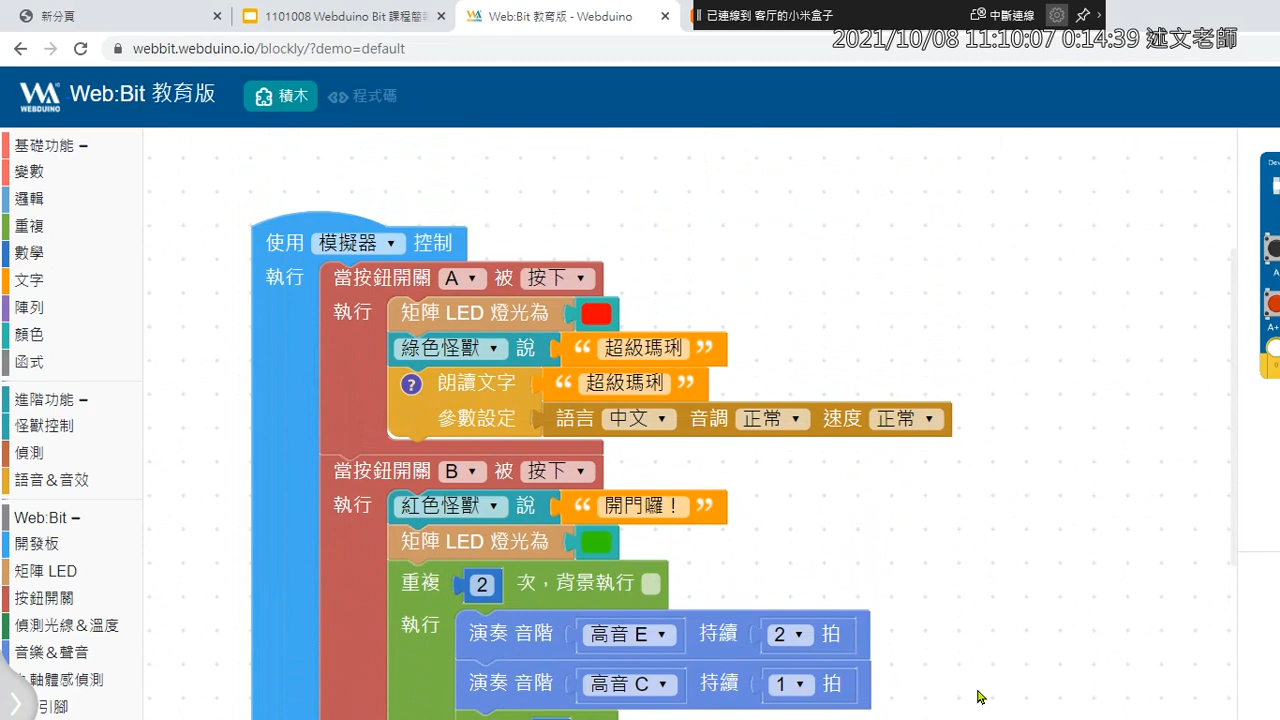 新分頁
1101008 Webduino Bit 課程簡
Web:Bit 教育版 - Webduino
已連線到 客厅的小米盒子
中斷連線
webbit.webduino.io/blockly/?demo=default
2021/10/08 11:10:07 0:14:39 述文老師
WEBDUINO
Web:Bit 教育版
積木
程式碼
基礎功能
變數
邏輯
重複
數學
文字
陣列
顏色
函式
進階功能
怪獸控制
偵測
語音＆音效
Web:Bit
開發板
矩陣 LED
按鈕開關
偵測光線＆溫度
音樂＆聲音
軸體感偵測
引腳
使用 模擬器 控制
執行
當按鈕開關 A 被 按下
執行
矩陣 LED 燈光為
綠色怪獸 說 “ 超級瑪琍 ”
? 朗讀文字 “ 超級瑪琍 ”
參數設定 語言 中文 音調 正常 速度 正常
當按鈕開關 B 被 按下
執行
紅色怪獸 說 “ 開門囉！ ”
矩陣 LED 燈光為
重複 2 次，背景執行
執行
演奏 音階 高音 E 持續 2 拍
演奏 音階 高音 C 持續 1 拍
Dev
A
A+